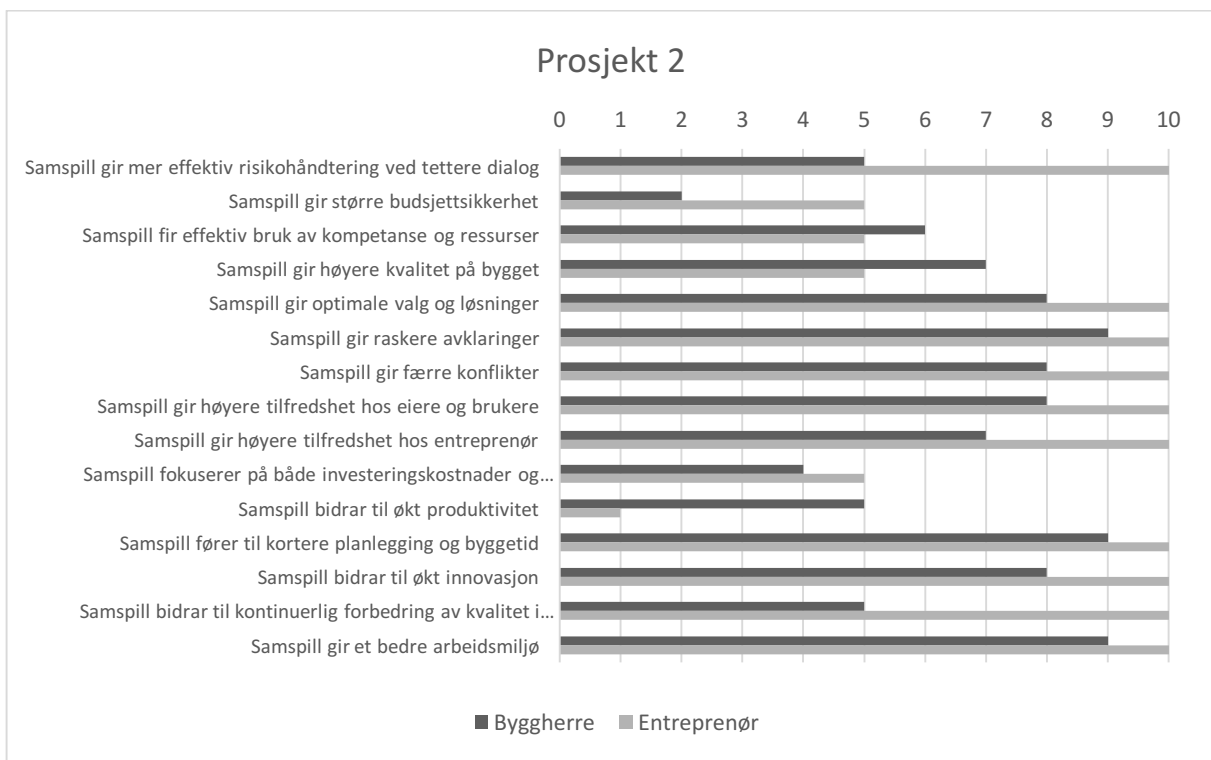 Prosjekt 2
0 1 2 3 4 5 6 7 8 9 10
Samspill gir mer effektiv risikohåndtering ved tettere dialog
Samspill gir større budsjettsikkerhet
Samspill fir effektiv bruk av kompetanse og ressurser
Samspill gir høyere kvalitet på bygget
Samspill gir optimale valg og løsninger
Samspill gir raskere avklaringer
Samspill gir færre konflikter
Samspill gir høyere tilfredshet hos eiere og brukere
Samspill gir høyere tilfredshet hos entreprenør
Samspill fokuserer på både investeringskostnader og...
Samspill bidrar til økt produktivitet
Samspill fører til kortere planlegging og byggetid
Samspill bidrar til økt innovasjon
Samspill bidrar til kontinuerlig forbedring av kvalitet i...
Samspill gir et bedre arbeidsmiljø
Byggherre Entreprenør